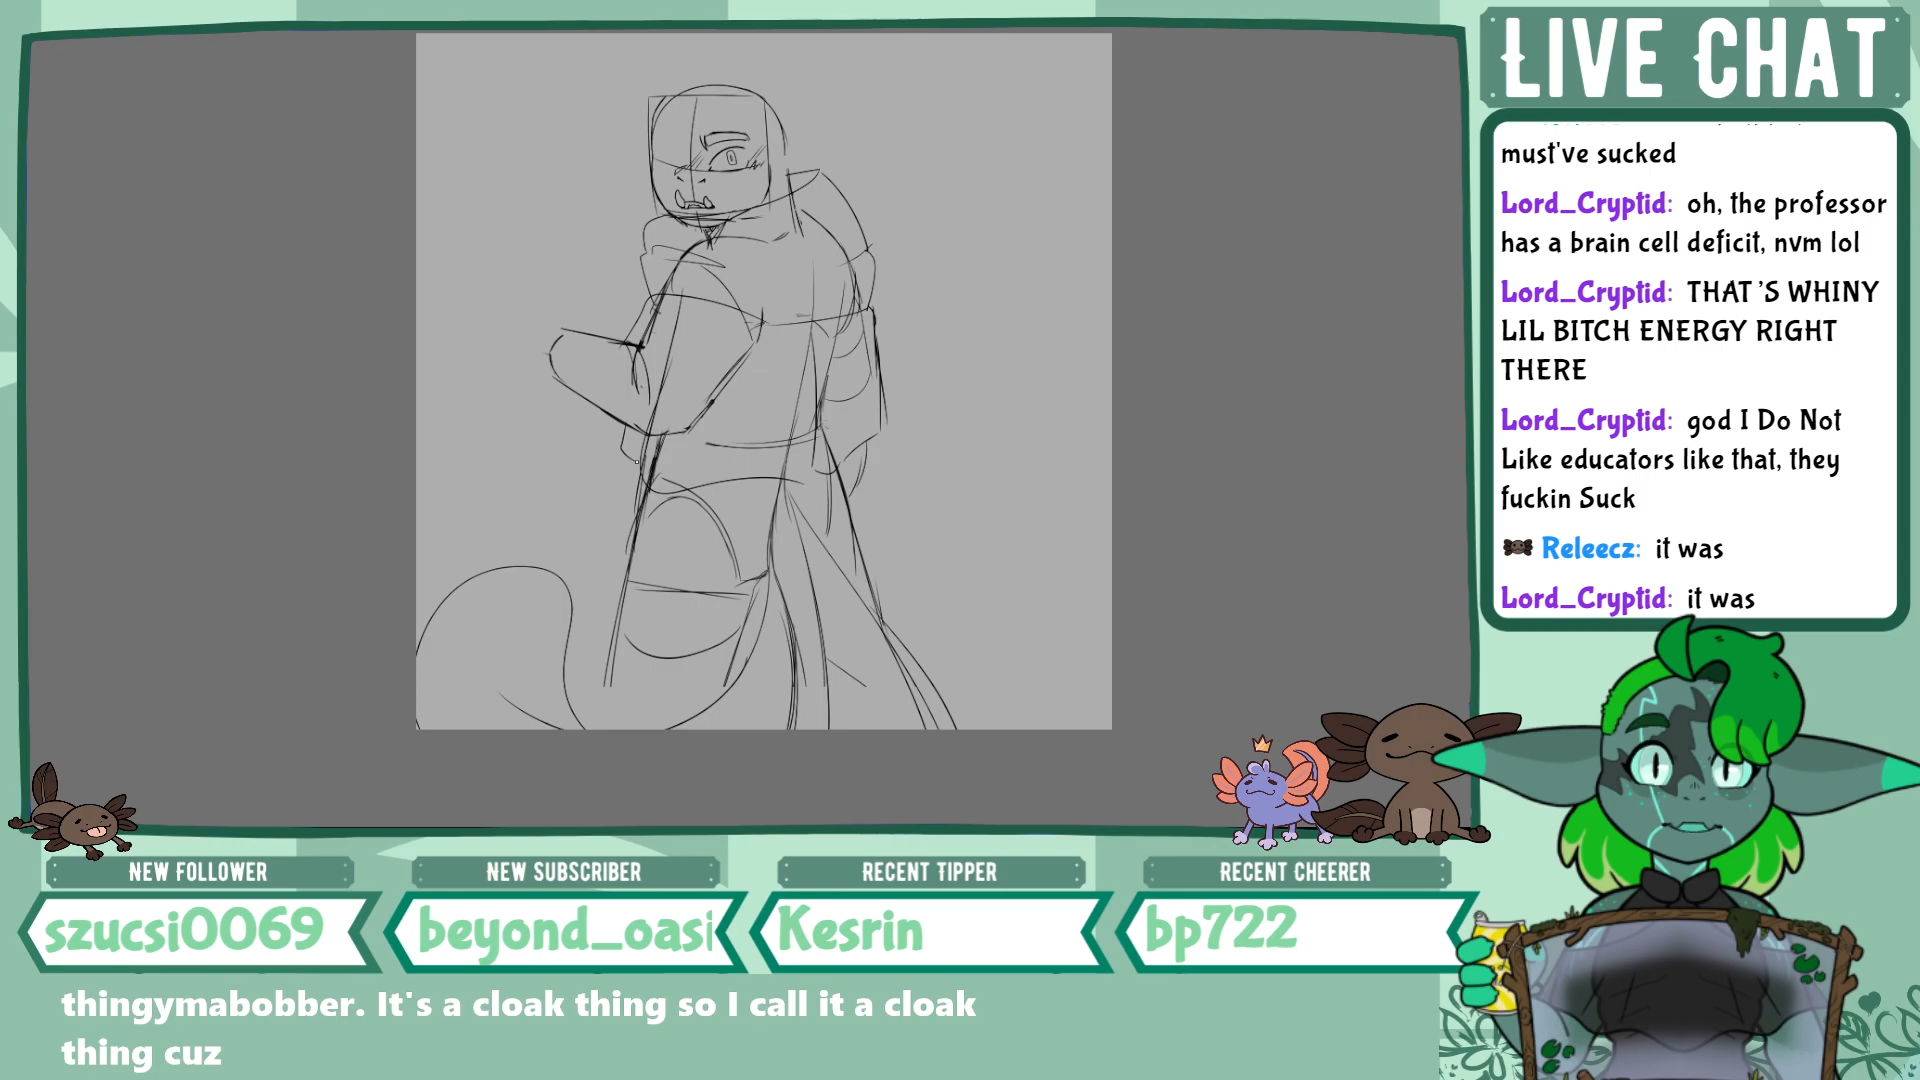 LIVE CHAT
must've sucked
Lord_Cryptid: oh, the professor
has a brain cell deficit, nvm lol
Lord_Cryptid: THAT'S WHINY
LIL BITCH ENERGY RIGHT
THERE
Lord_Cryptid: god I Do Not
Like educators like that, they
fuckin Suck
Releecz: it was
Lord_Cryptid: it was
NEW FOLLOWER
NEW SUBSCRIBER
RECENT TIPPER
RECENT CHEERER
szucsi0069
beyond_oasi
Kesrin
bp722
thingymabobber. It's a cloak thing so I call it a cloak
thing cuz